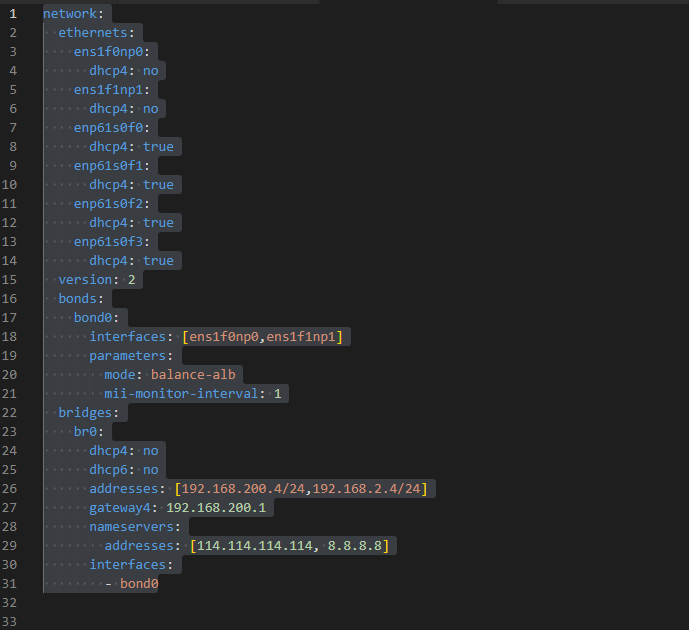 1 network:
2   ethernets:
3     ens1f0np0:
4       dhcp4: no
5     ens1f1np1:
6       dhcp4: no
7     enp61s0f0:
8       dhcp4: true
9     enp61s0f1:
10       dhcp4: true
11     enp61s0f2:
12       dhcp4: true
13     enp61s0f3:
14       dhcp4: true
15   version: 2
16   bonds:
17     bond0:
18       interfaces: [ens1f0np0,ens1f1np1]
19       parameters:
20         mode: balance-alb
21         mii-monitor-interval: 1
22   bridges:
23     br0:
24       dhcp4: no
25       dhcp6: no
26       addresses: [192.168.200.4/24,192.168.2.4/24]
27       gateway4: 192.168.200.1
28       nameservers:
29         addresses: [114.114.114.114, 8.8.8.8]
30       interfaces:
31         - bond0
32
33